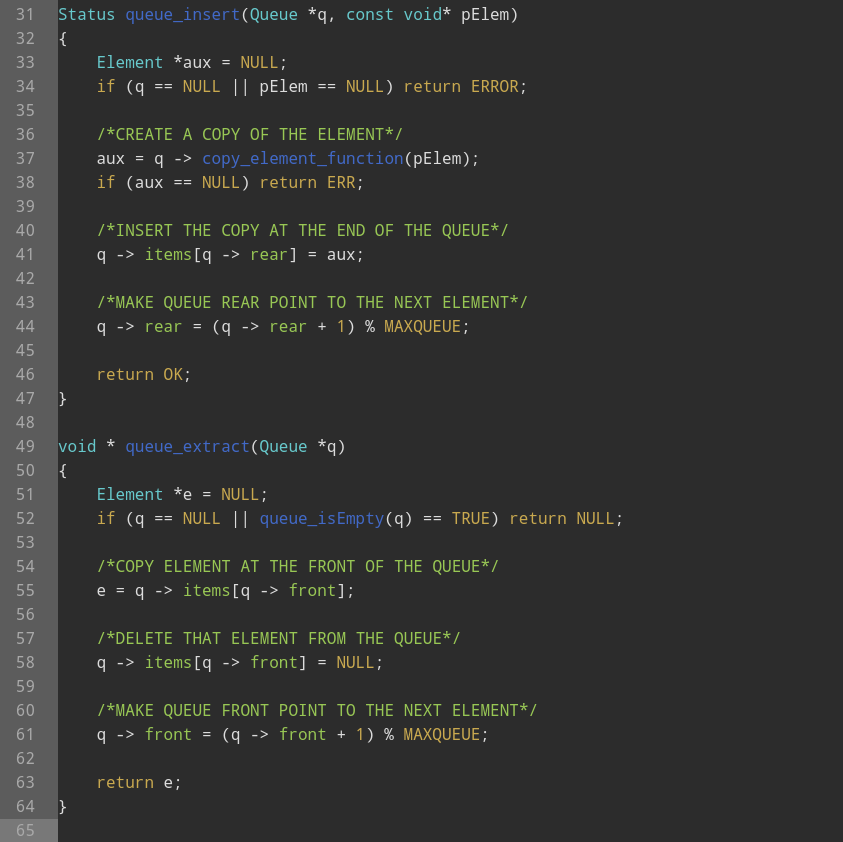 31 Status queue_insert(Queue *q, const void* pElem)
32 {
33     Element *aux = NULL;
34     if (q == NULL || pElem == NULL) return ERROR;
35
36     /*CREATE A COPY OF THE ELEMENT*/
37     aux = q -> copy_element_function(pElem);
38     if (aux == NULL) return ERR;
39
40     /*INSERT THE COPY AT THE END OF THE QUEUE*/
41     q -> items[q -> rear] = aux;
42
43     /*MAKE QUEUE REAR POINT TO THE NEXT ELEMENT*/
44     q -> rear = (q -> rear + 1) % MAXQUEUE;
45
46     return OK;
47 }
48
49 void * queue_extract(Queue *q)
50 {
51     Element *e = NULL;
52     if (q == NULL || queue_isEmpty(q) == TRUE) return NULL;
53
54     /*COPY ELEMENT AT THE FRONT OF THE QUEUE*/
55     e = q -> items[q -> front];
56
57     /*DELETE THAT ELEMENT FROM THE QUEUE*/
58     q -> items[q -> front] = NULL;
59
60     /*MAKE QUEUE FRONT POINT TO THE NEXT ELEMENT*/
61     q -> front = (q -> front + 1) % MAXQUEUE;
62
63     return e;
64 }
65